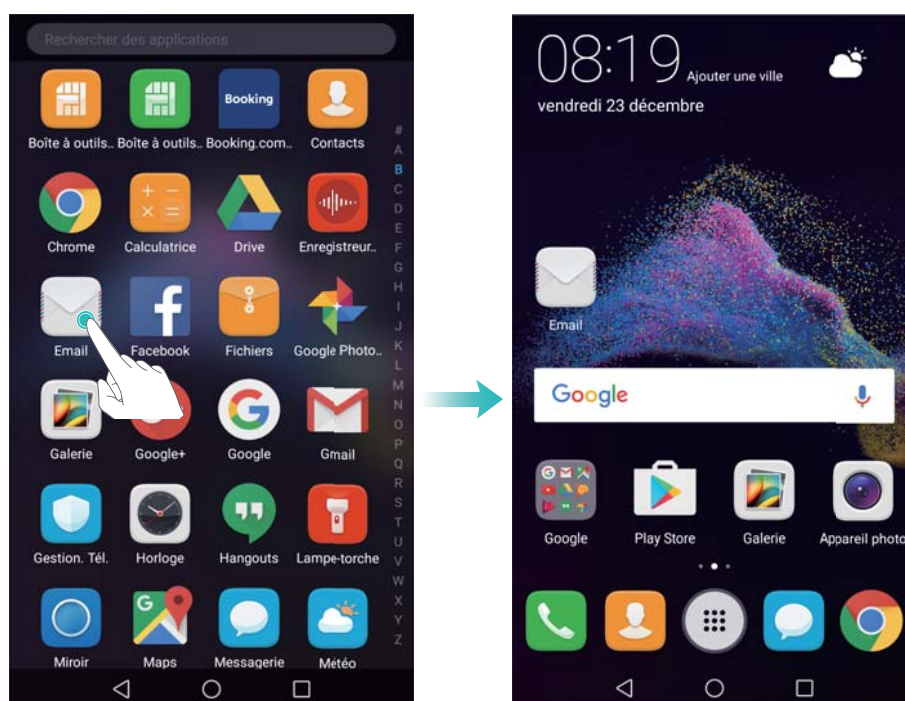 Rechercher des applications
Booking
Boîte à outils.. Boîte à outils.. Booking.com.. Contacts
#
A
B
C
D
E
F
G
H
I
J
K
L
M
N
O
P
Q
R
S
T
U
V
W
X
Y
Z
Chrome Calculatrice Drive Enregistreur..
Email Facebook Fichiers Google Photo..
Galerie Google+ Google Gmail
Gestion. Tél. Horloge Hangouts Lampe-torche
G
Miroir Maps Messagerie Météo
08:19 Ajouter une ville
vendredi 23 décembre
Email
Google
Google Play Store Galerie Appareil photo